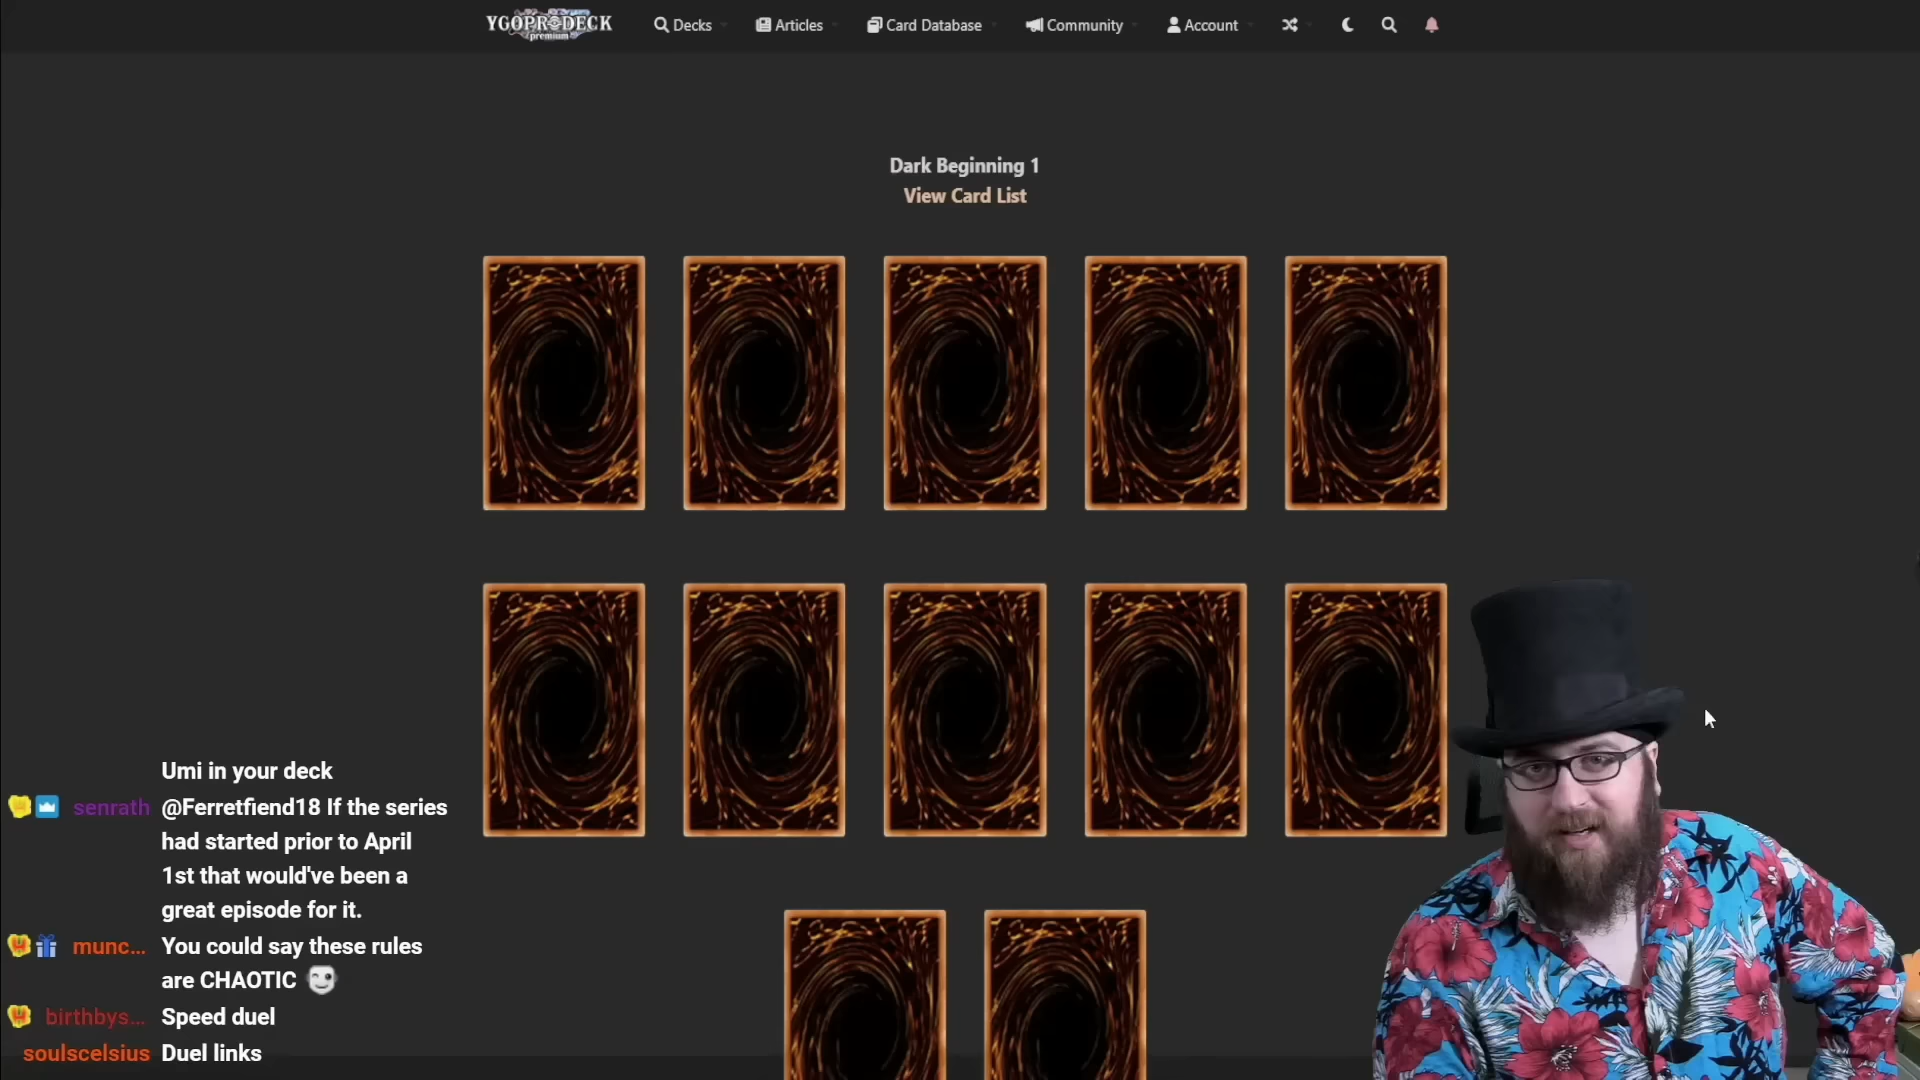 YGOPRODECK
premium
Decks
Articles
Card Database
Community
Account
Dark Beginning 1
View Card List
Umi in your deck
senrath @Ferretfiend18 If the series
had started prior to April
1st that would've been a
great episode for it.
munc... You could say these rules
are CHAOTIC
birthbys... Speed duel
soulscelsius Duel links